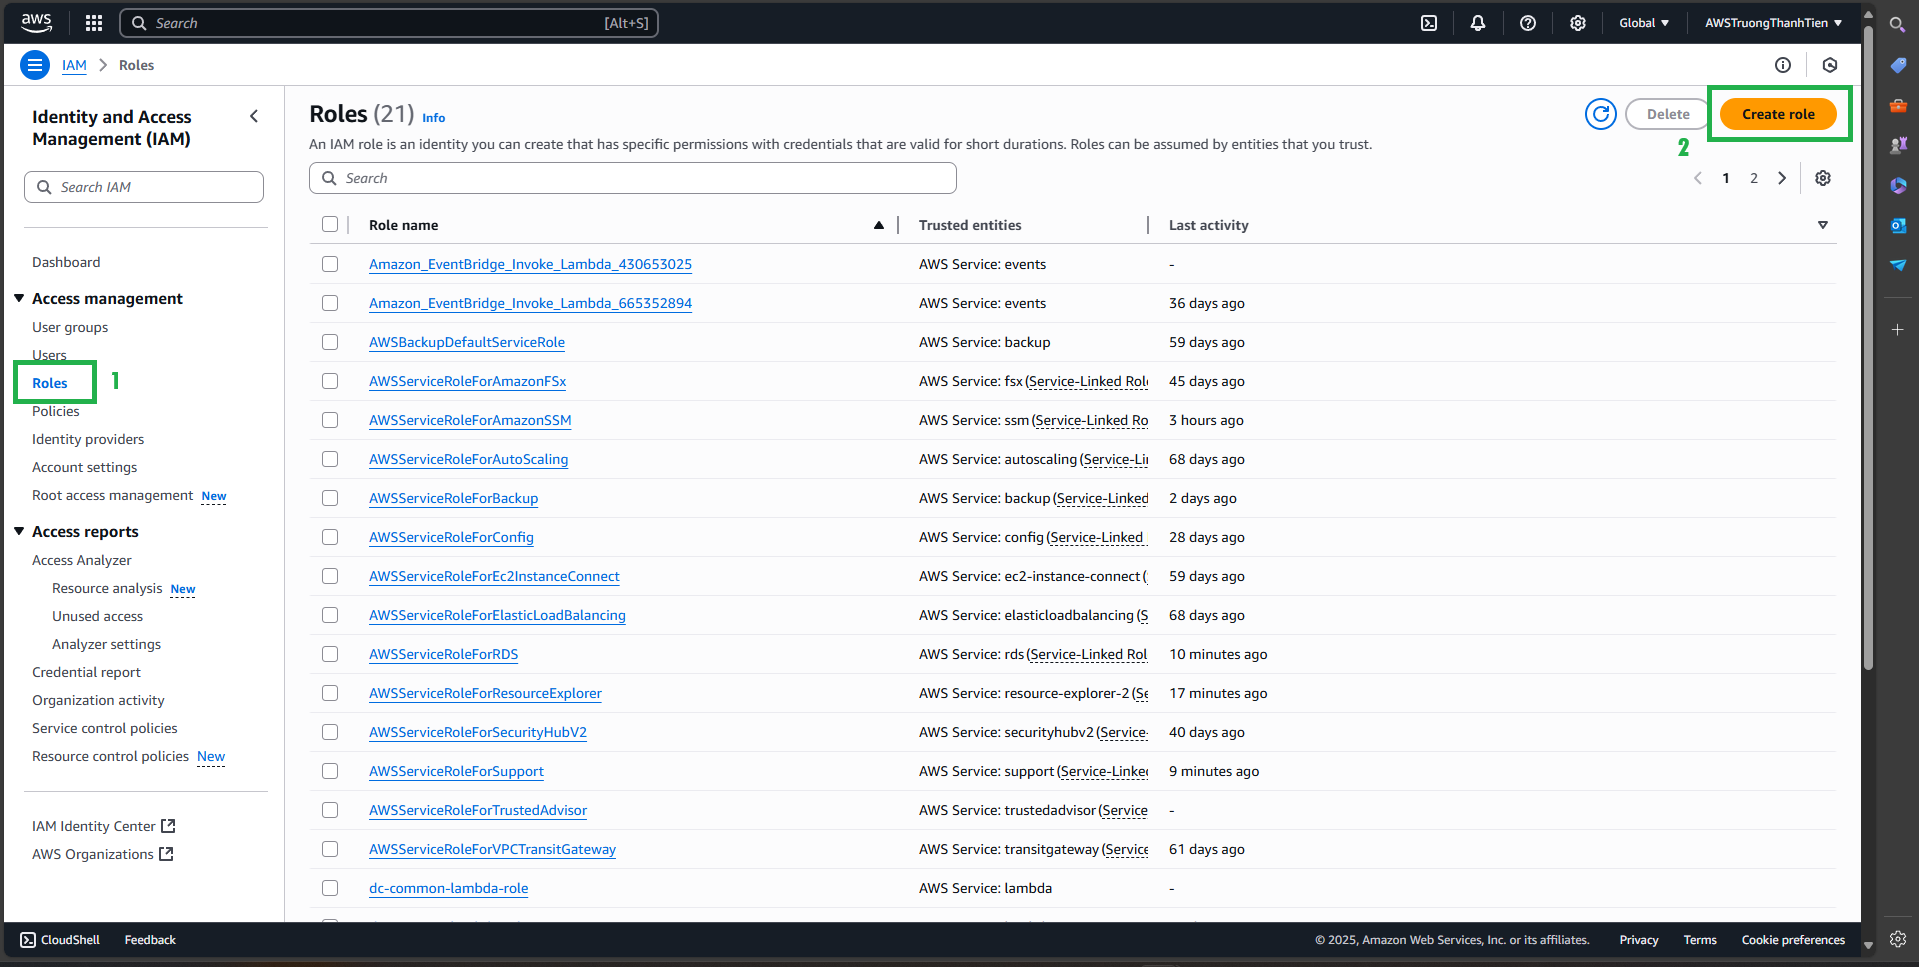 aws
Search [Alt+S]
Global
AWSTruongThanhTien
IAM
Roles
Identity and Access
Management (IAM)
Search IAM
Dashboard
Access management
User groups
Users
Roles
1
Policies
Identity providers
Account settings
Root access management New
Access reports
Access Analyzer
Resource analysis New
Unused access
Analyzer settings
Credential report
Organization activity
Service control policies
Resource control policies New
IAM Identity Center
AWS Organizations
Roles (21) Info
Delete
Create role
2
An IAM role is an identity you can create that has specific permissions with credentials that are valid for short durations. Roles can be assumed by entities that you trust.
Search
1 2
Role name Trusted entities Last activity
Amazon_EventBridge_Invoke_Lambda_430653025 AWS Service: events -
Amazon_EventBridge_Invoke_Lambda_665352894 AWS Service: events 36 days ago
AWSBackupDefaultServiceRole AWS Service: backup 59 days ago
AWSServiceRoleForAmazonFSx AWS Service: fsx (Service-Linked Role 45 days ago
AWSServiceRoleForAmazonSSM AWS Service: ssm (Service-Linked Ro 3 hours ago
AWSServiceRoleForAutoScaling AWS Service: autoscaling (Service-Li 68 days ago
AWSServiceRoleForBackup AWS Service: backup (Service-Linked 2 days ago
AWSServiceRoleForConfig AWS Service: config (Service-Linked 28 days ago
AWSServiceRoleForEc2InstanceConnect AWS Service: ec2-instance-connect ( 59 days ago
AWSServiceRoleForElasticLoadBalancing AWS Service: elasticloadbalancing (S 68 days ago
AWSServiceRoleForRDS AWS Service: rds (Service-Linked Rol 10 minutes ago
AWSServiceRoleForResourceExplorer AWS Service: resource-explorer-2 (Se 17 minutes ago
AWSServiceRoleForSecurityHubV2 AWS Service: securityhubv2 (Service- 40 days ago
AWSServiceRoleForSupport AWS Service: support (Service-Linked 9 minutes ago
AWSServiceRoleForTrustedAdvisor AWS Service: trustedadvisor (Service -
AWSServiceRoleForVPCTransitGateway AWS Service: transitgateway (Service 61 days ago
dc-common-lambda-role AWS Service: lambda -
CloudShell Feedback © 2025, Amazon Web Services, Inc. or its affiliates. Privacy Terms Cookie preferences